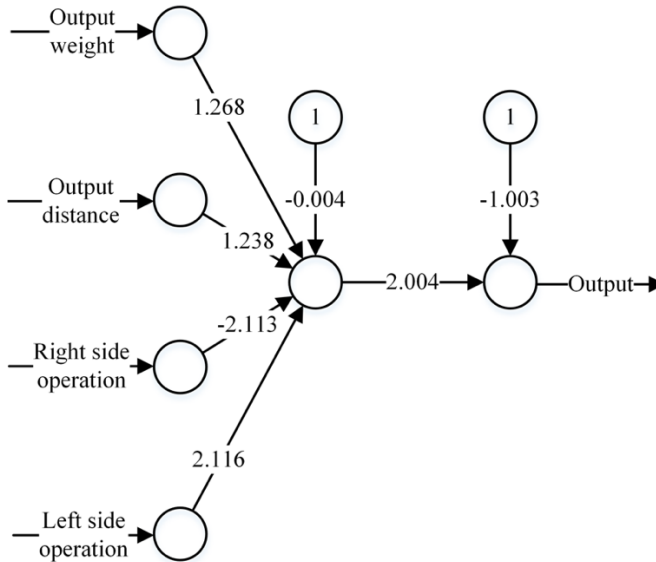 Output
weight
1.268
1
1
Output
distance
-0.004
-1.003
1.238
2.004
Output
-2.113
Right side
operation
2.116
Left side
operation